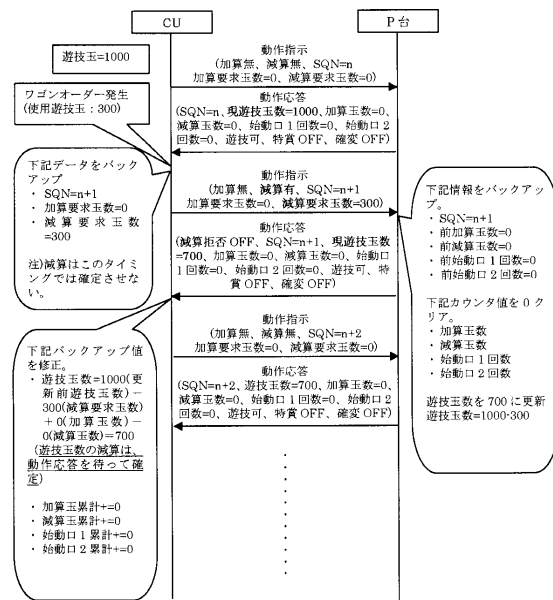 CU
P台
遊技玉=1000
動作指示
(加算無、減算無、SQN=n
加算要求玉数=0、減算要求玉数=0)
ワゴンオーダー発生
(使用遊技玉：300)
動作応答
(SQN=n、現遊技玉数=1000、加算玉数=0、
減算玉数=0、始動口1回数=0、始動口2
回数=0、遊技可、特賞OFF、確変OFF)
下記データをバック
アップ
・ SQN=n+1
・ 加算要求玉数=0
・ 減算要求玉数
=300
注)減算はこのタイミ
ングでは確定させな
い。
動作指示
(加算無、減算有、SQN=n+1
加算要求玉数=0、減算要求玉数=300)
動作応答
(減算拒否OFF、SQN=n+1、現遊技玉数
=700、加算玉数=0、減算玉数=0、始動口
1回数=0、始動口2回数=0、遊技可、特
賞OFF、確変OFF)
下記情報をバックアッ
プ。
・ SQN=n+1
・ 前加算玉数=0
・ 前減算玉数=0
・ 前始動口1回数=0
・ 前始動口2回数=0
下記カウンタ値を0ク
リア。
・ 加算玉数
・ 減算玉数
・ 始動口1回数
・ 始動口2回数
遊技玉数を700に更新
遊技玉数=1000-300
動作指示
(加算無、減算無、SQN=n+2
加算要求玉数=0、減算要求玉数=0)
動作応答
(SQN=n+2、遊技玉数=700、加算玉数=0、
減算玉数=0、始動口1回数=0、始動口2
回数=0、遊技可、特賞OFF、確変OFF)
下記バックアップ値
を修正。
・ 遊技玉数=1000(更
新前遊技玉数)－
300(減算要求玉数)
＋0(加算玉数)－
0(減算玉数)=700
(遊技玉数の減算は、
動作応答を待って確
定)
・ 加算玉累計+=0
・ 減算玉累計+=0
・ 始動口1累計+=0
・ 始動口2累計+=0